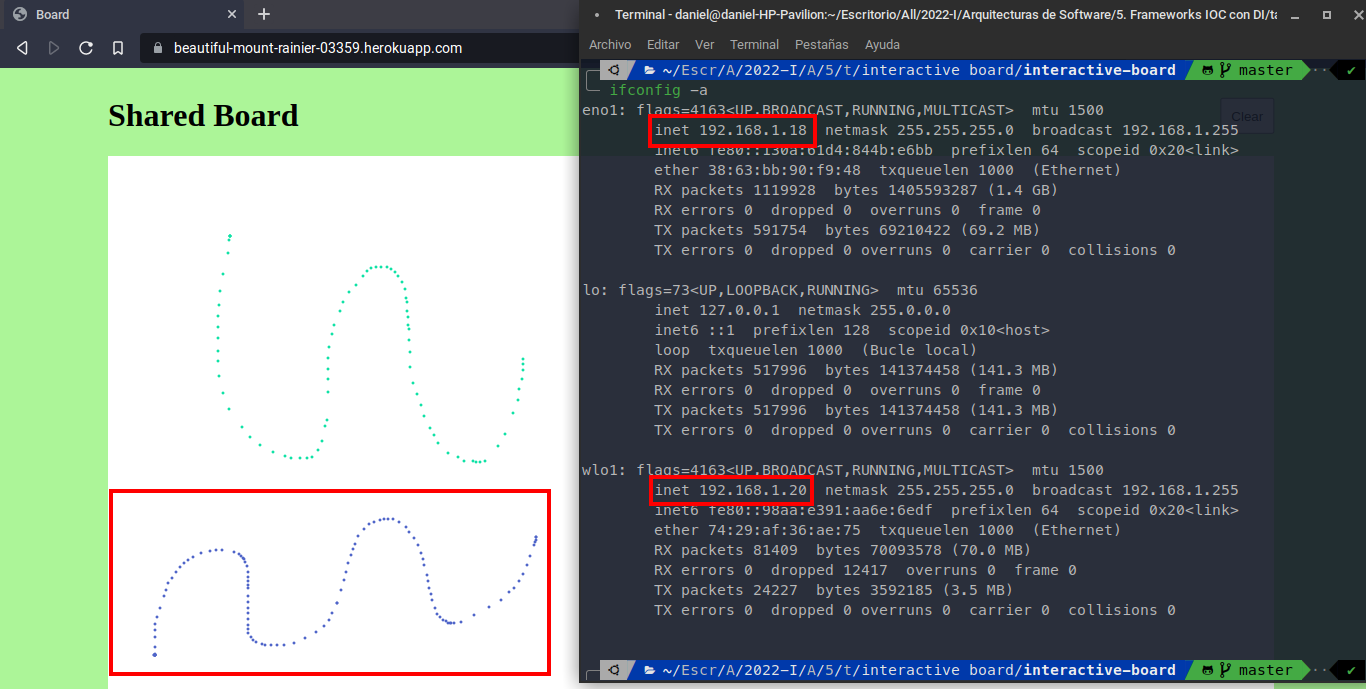 Board
beautiful-mount-rainier-03359.herokuapp.com
Shared Board
Clear
Terminal - daniel@daniel-HP-Pavilion:~/Escritorio/All/2022-I/Arquitecturas de Software/5. Frameworks IOC con DI/ta
Archivo Editar Ver Terminal Pestañas Ayuda
~/Escr/A/2022-I/A/5/t/interactive board/interactive-board master
ifconfig -a
eno1: flags=4163<UP,BROADCAST,RUNNING,MULTICAST> mtu 1500
inet 192.168.1.18 netmask 255.255.255.0 broadcast 192.168.1.255
inet6 fe80::130a:61d4:844b:e6bb prefixlen 64 scopeid 0x20<link>
ether 38:63:bb:90:f9:48 txqueuelen 1000 (Ethernet)
RX packets 1119928 bytes 1405593287 (1.4 GB)
RX errors 0 dropped 0 overruns 0 frame 0
TX packets 591754 bytes 69210422 (69.2 MB)
TX errors 0 dropped 0 overruns 0 carrier 0 collisions 0
lo: flags=73<UP,LOOPBACK,RUNNING> mtu 65536
inet 127.0.0.1 netmask 255.0.0.0
inet6 ::1 prefixlen 128 scopeid 0x10<host>
loop txqueuelen 1000 (Bucle local)
RX packets 517996 bytes 141374458 (141.3 MB)
RX errors 0 dropped 0 overruns 0 frame 0
TX packets 517996 bytes 141374458 (141.3 MB)
TX errors 0 dropped 0 overruns 0 carrier 0 collisions 0
wlo1: flags=4163<UP,BROADCAST,RUNNING,MULTICAST> mtu 1500
inet 192.168.1.20 netmask 255.255.255.0 broadcast 192.168.1.255
inet6 fe80::98aa:e391:aa6e:6edf prefixlen 64 scopeid 0x20<link>
ether 74:29:af:36:ae:75 txqueuelen 1000 (Ethernet)
RX packets 81409 bytes 70093578 (70.0 MB)
RX errors 0 dropped 12417 overruns 0 frame 0
TX packets 24227 bytes 3592185 (3.5 MB)
TX errors 0 dropped 0 overruns 0 carrier 0 collisions 0
~/Escr/A/2022-I/A/5/t/interactive board/interactive-board master